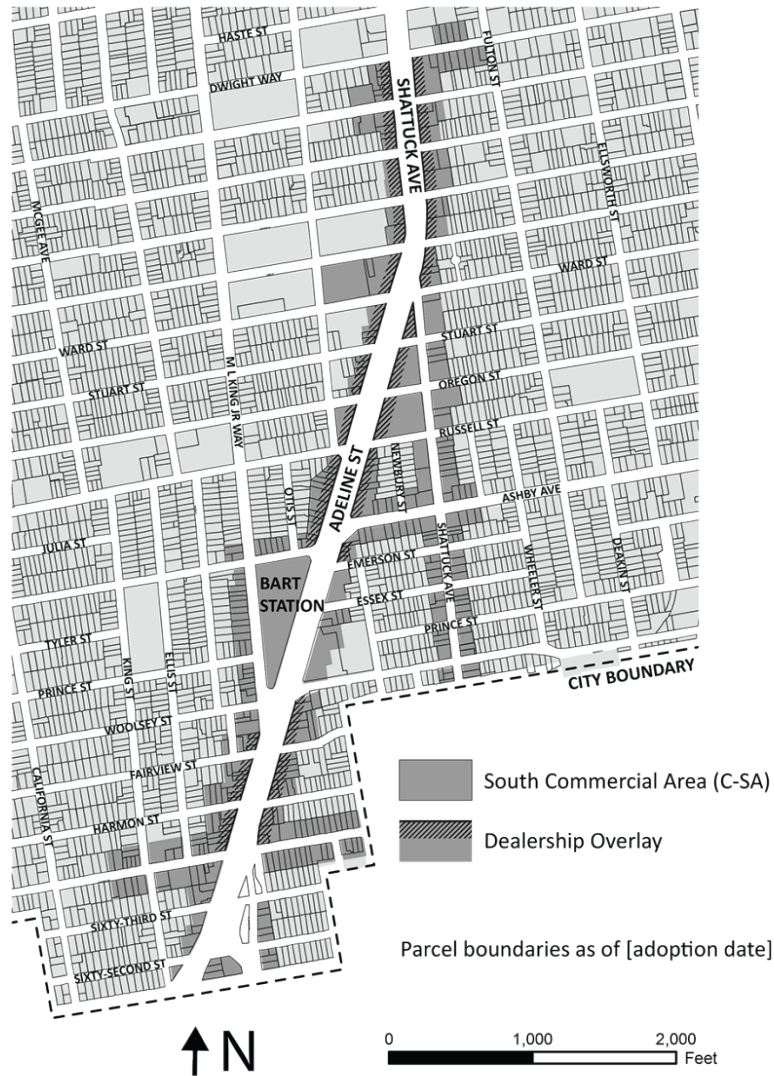 HASTE ST
FULTON ST
DWIGHT WAY
SHATTUCK AVE
ELLSWORTH ST
MCGEE AVE
WARD ST
WARD ST
STUART ST
STUART ST
M L KING JR WAY
OREGON ST
RUSSELL ST
ADELINE ST
NEWBURY ST
OTIS ST
ASHBY AVE
JULIA ST
EMERSON ST
SHATTUCK AVE
WHEELER ST
DEAKIN ST
BART
STATION
ESSEX ST
PRINCE ST
TYLER ST
KING ST
ELLIS ST
PRINCE ST
CITY BOUNDARY
WOOLSEY ST
FAIRVIEW ST
CALIFORNIA ST
HARMON ST
SIXTY-THIRD ST
SIXTY-SECOND ST
South Commercial Area (C-SA)
Dealership Overlay
Parcel boundaries as of [adoption date]
N
0 1,000 2,000
Feet